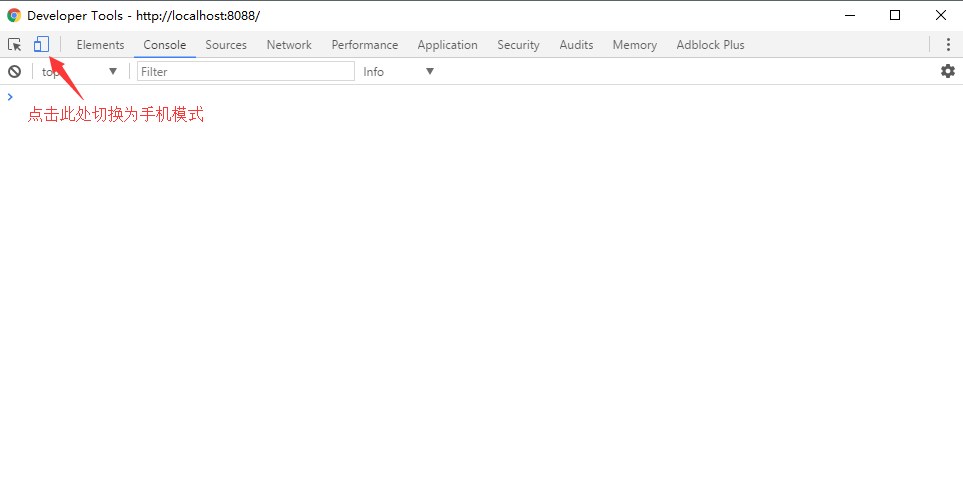 Developer Tools - http://localhost:8088/
Elements Console Sources Network Performance Application Security Audits Memory Adblock Plus
top Filter Info
点击此处切换为手机模式